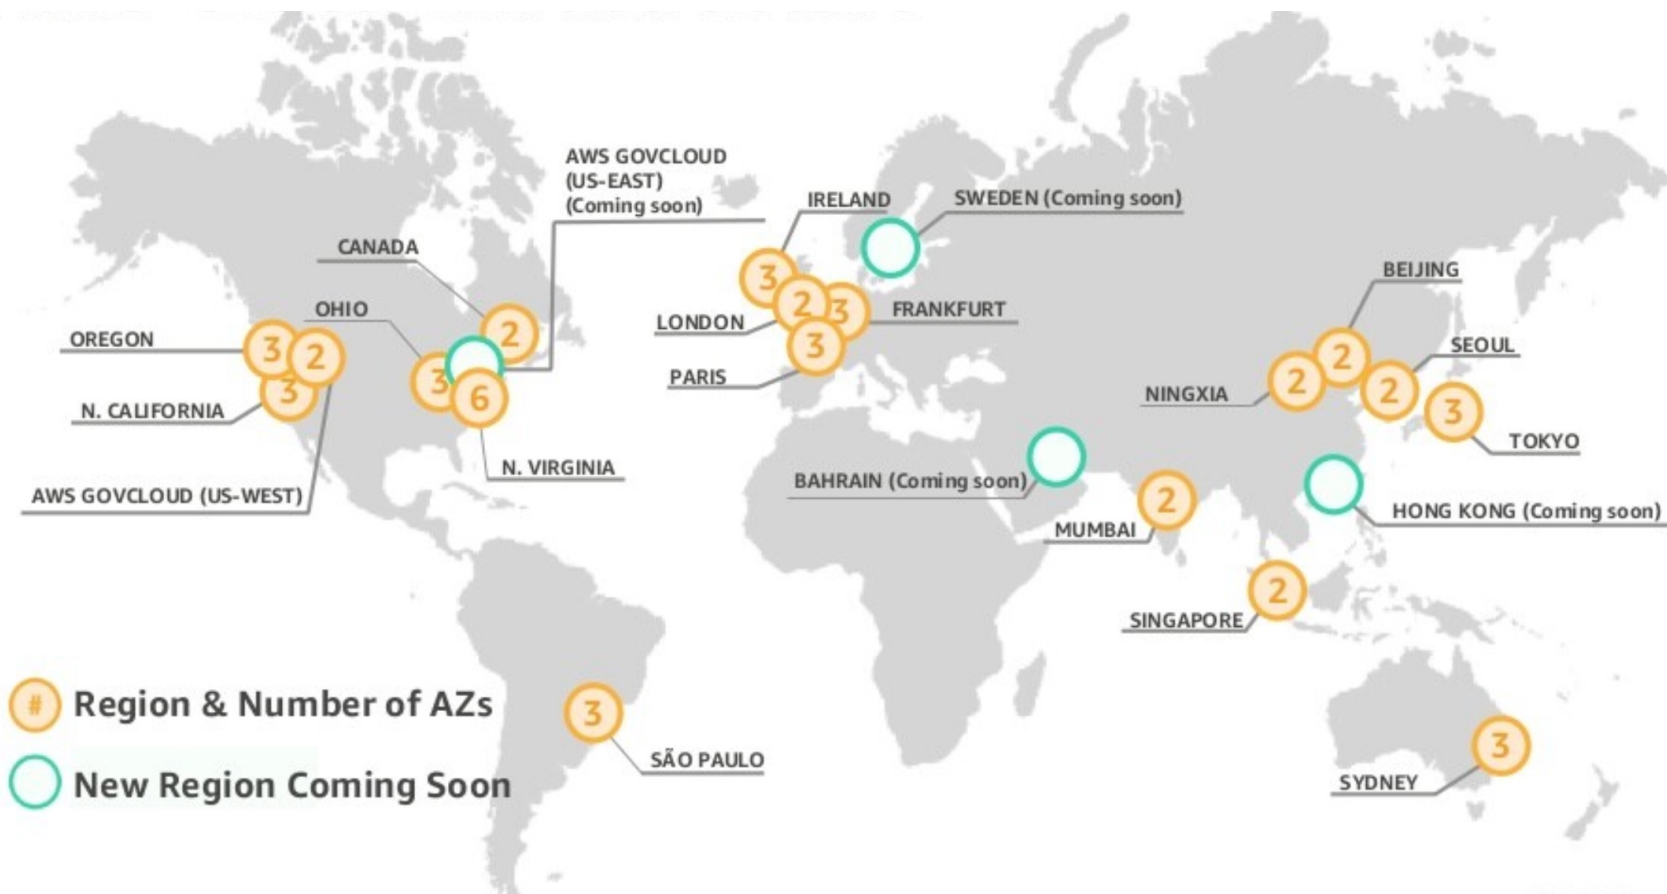 AWS GOVCLOUD
(US-EAST)
(Coming soon)
CANADA
OHIO
OREGON
N. CALIFORNIA
AWS GOVCLOUD (US-WEST)
N. VIRGINIA
3
2
3
2
3
6
IRELAND
SWEDEN (Coming soon)
LONDON
FRANKFURT
PARIS
3
2
3
3
BEIJING
SEOUL
NINGXIA
TOKYO
2
2
2
3
BAHRAIN (Coming soon)
MUMBAI
2
HONG KONG (Coming soon)
SINGAPORE
2
# Region & Number of AZs
New Region Coming Soon
3
SÃO PAULO
3
SYDNEY